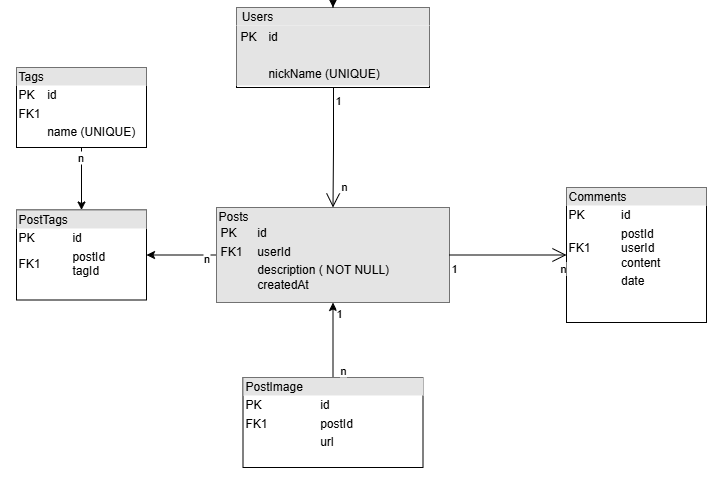 Users
PK id
nickName (UNIQUE)
1
n
Tags
PK id
FK1
name (UNIQUE)
n
PostTags
PK id
FK1 postId
tagId
n
Posts
PK id
FK1 userId
description ( NOT NULL)
createdAt
1
n
Comments
PK id
postId
FK1 userId
content
date
1
n
PostImage
PK id
FK1 postId
url